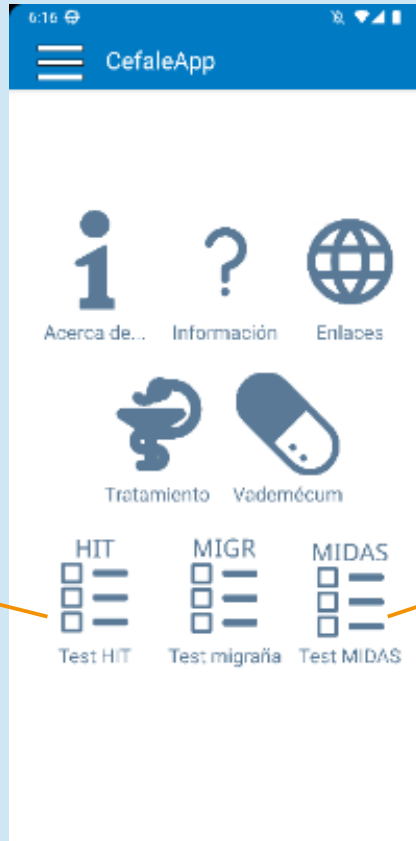 6:16
CefaleApp
Acerca de... Información Enlaces
Tratamiento Vademécum
HIT MIGR MIDAS
Test HIT Test migraña Test MIDAS